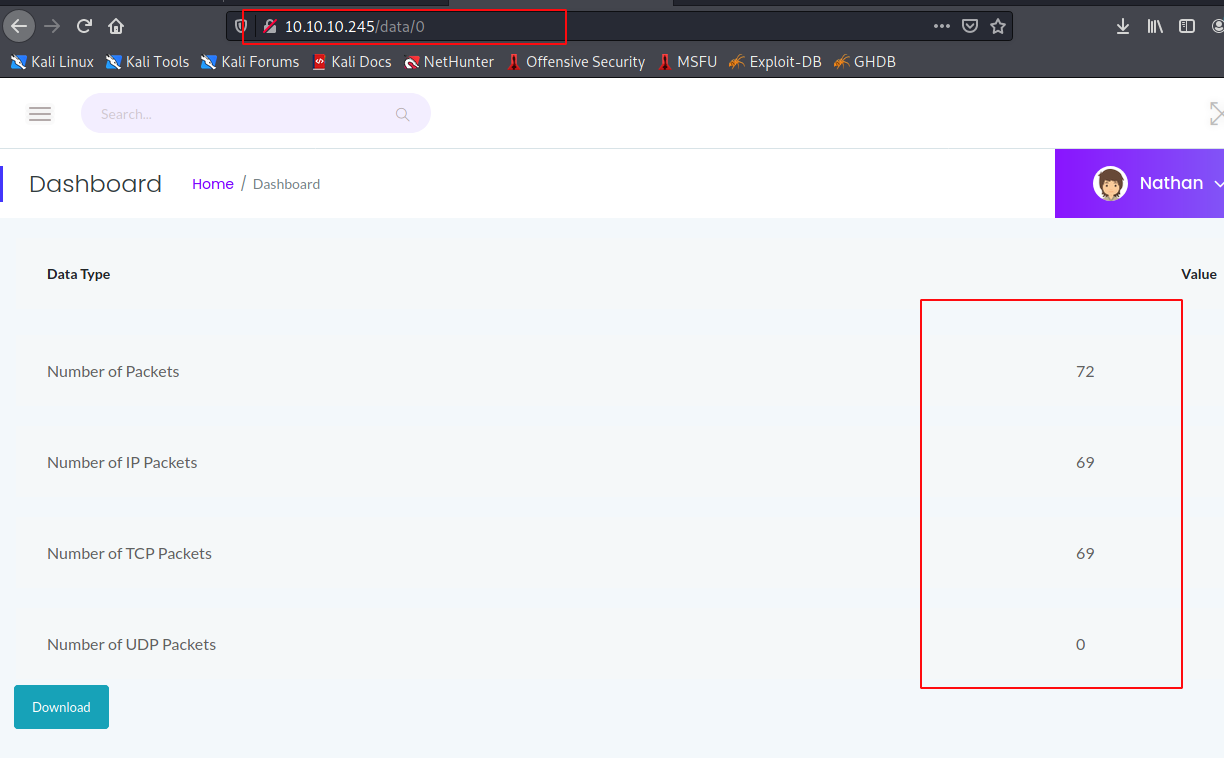 10.10.10.245/data/0
Kali Linux Kali Tools Kali Forums Kali Docs NetHunter Offensive Security MSFU Exploit-DB GHDB
Search...
Dashboard Home / Dashboard Nathan
Data Type Value
Number of Packets 72
Number of IP Packets 69
Number of TCP Packets 69
Number of UDP Packets 0
Download